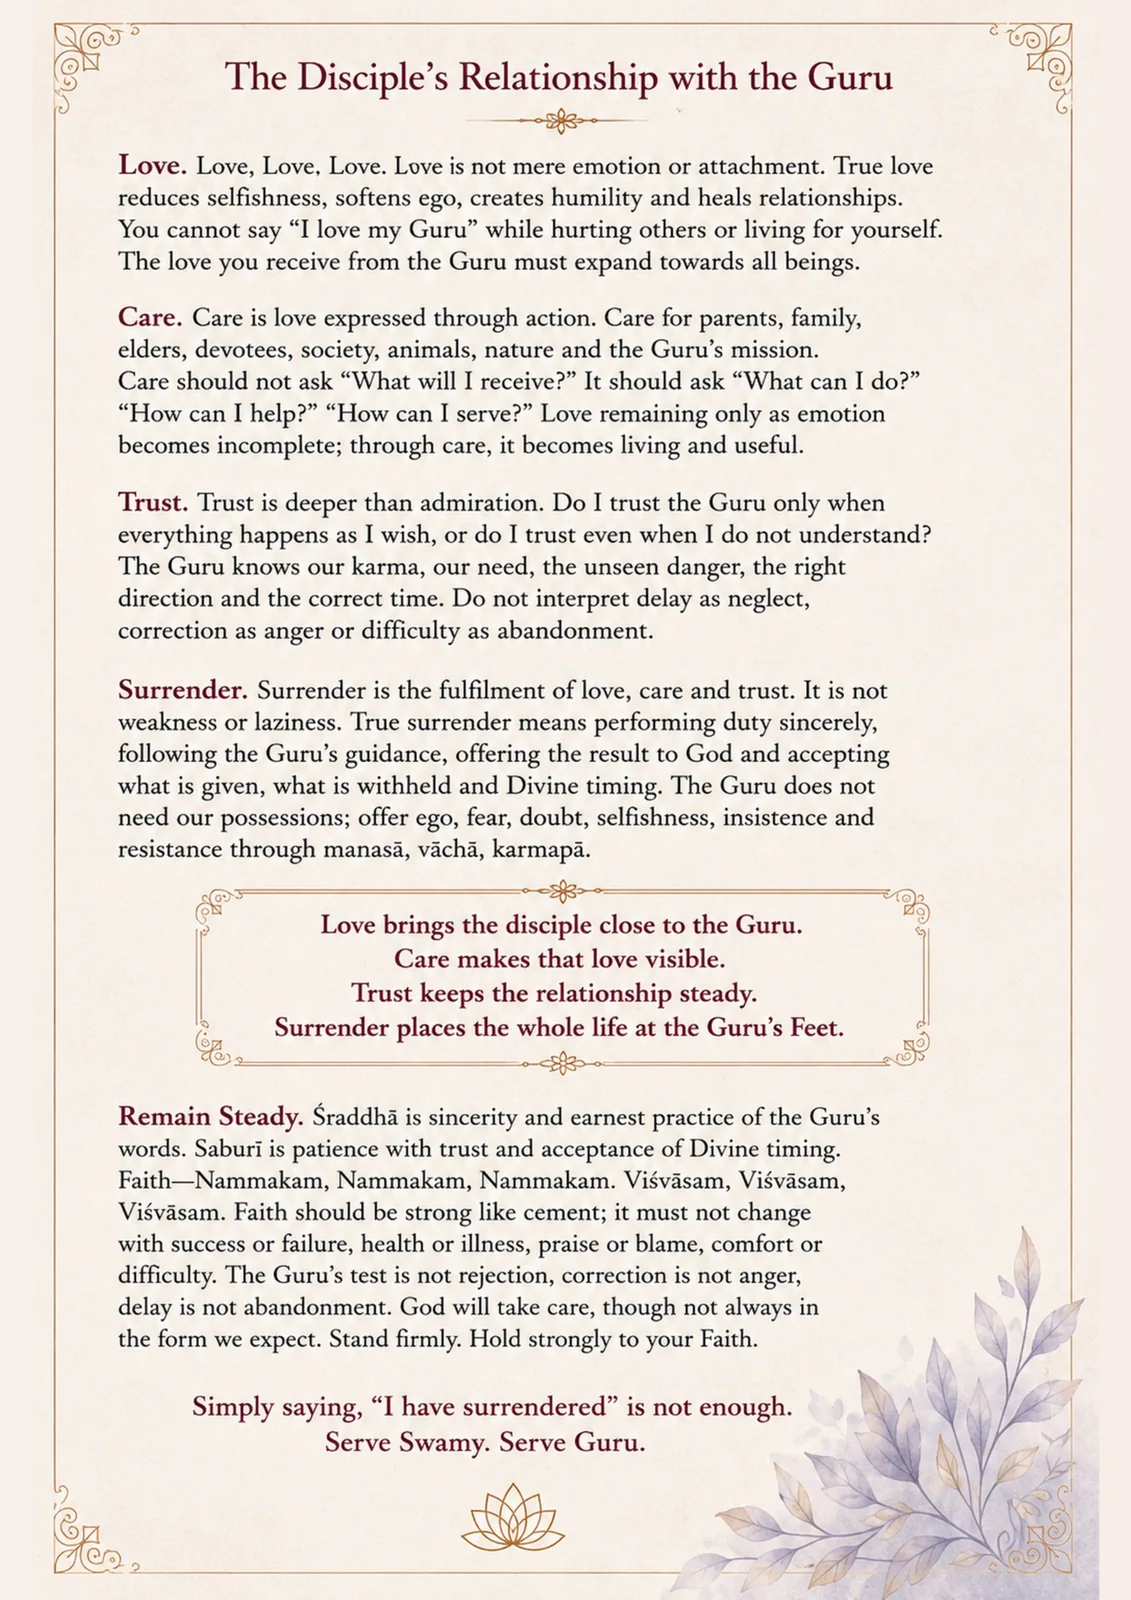 The Disciple’s Relationship with the Guru
Love. Love, Love, Love. Love is not mere emotion or attachment. True love
reduces selfishness, softens ego, creates humility and heals relationships.
You cannot say “I love my Guru” while hurting others or living for yourself.
The love you receive from the Guru must expand towards all beings.
Care. Care is love expressed through action. Care for parents, family,
elders, devotees, society, animals, nature and the Guru’s mission.
Care should not ask “What will I receive?” It should ask “What can I do?”
“How can I help?” “How can I serve?” Love remaining only as emotion
becomes incomplete; through care, it becomes living and useful.
Trust. Trust is deeper than admiration. Do I trust the Guru only when
everything happens as I wish, or do I trust even when I do not understand?
The Guru knows our karma, our need, the unseen danger, the right
direction and the correct time. Do not interpret delay as neglect,
correction as anger or difficulty as abandonment.
Surrender. Surrender is the fulfilment of love, care and trust. It is not
weakness or laziness. True surrender means performing duty sincerely,
following the Guru’s guidance, offering the result to God and accepting
what is given, what is withheld and Divine timing. The Guru does not
need our possessions; offer ego, fear, doubt, selfishness, insistence and
resistance through manasā, vāchā, karmapā.
Love brings the disciple close to the Guru.
Care makes that love visible.
Trust keeps the relationship steady.
Surrender places the whole life at the Guru’s Feet.
Remain Steady. Śraddhā is sincerity and earnest practice of the Guru’s
words. Saburī is patience with trust and acceptance of Divine timing.
Faith—Nammakam, Nammakam, Nammakam. Viśvāsam, Viśvāsam,
Viśvāsam. Faith should be strong like cement; it must not change
with success or failure, health or illness, praise or blame, comfort or
difficulty. The Guru’s test is not rejection, correction is not anger,
delay is not abandonment. God will take care, though not always in
the form we expect. Stand firmly. Hold strongly to your Faith.
Simply saying, “I have surrendered” is not enough.
Serve Swamy. Serve Guru.